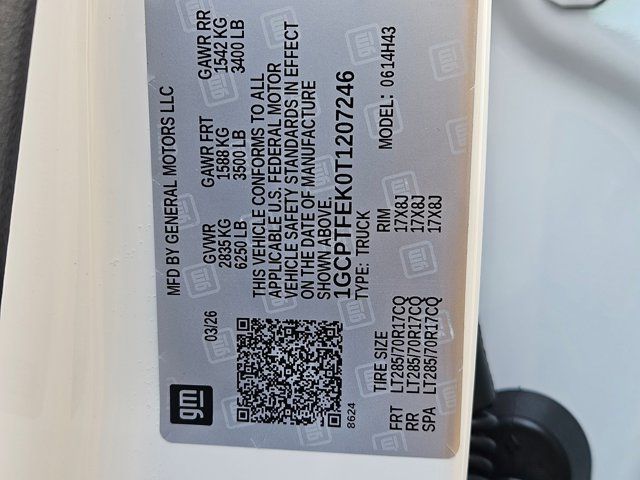 gm
MFD BY GENERAL MOTORS LLC
03/26
GVWR GAWR FRT GAWR RR
2835 KG 1588 KG 1542 KG
6250 LB 3500 LB 3400 LB
THIS VEHICLE CONFORMS TO ALL
APPLICABLE U.S. FEDERAL MOTOR
VEHICLE SAFETY STANDARDS IN EFFECT
ON THE DATE OF MANUFACTURE
SHOWN ABOVE.
1GCPTFEK0T1207246
8624
TYPE: TRUCK MODEL: 0614H43
TIRE SIZE RIM
FRT LT285/70R17CQ 17X8J
RR LT285/70R17CQ 17X8J
SPA LT285/70R17CQ 17X8J